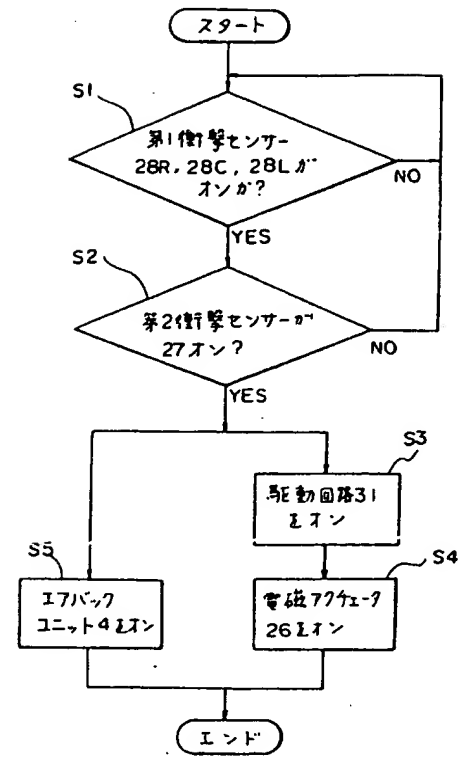 スタート
S1
第1衝撃センサー
28R, 28C, 28Lが
オンか?
NO
YES
S2
第2衝撃センサーが
27オン?
NO
YES
S3
駆動回路31
をオン
S5
エアバック
ユニット4をオン
S4
電磁アクチェータ
26をオン
エンド